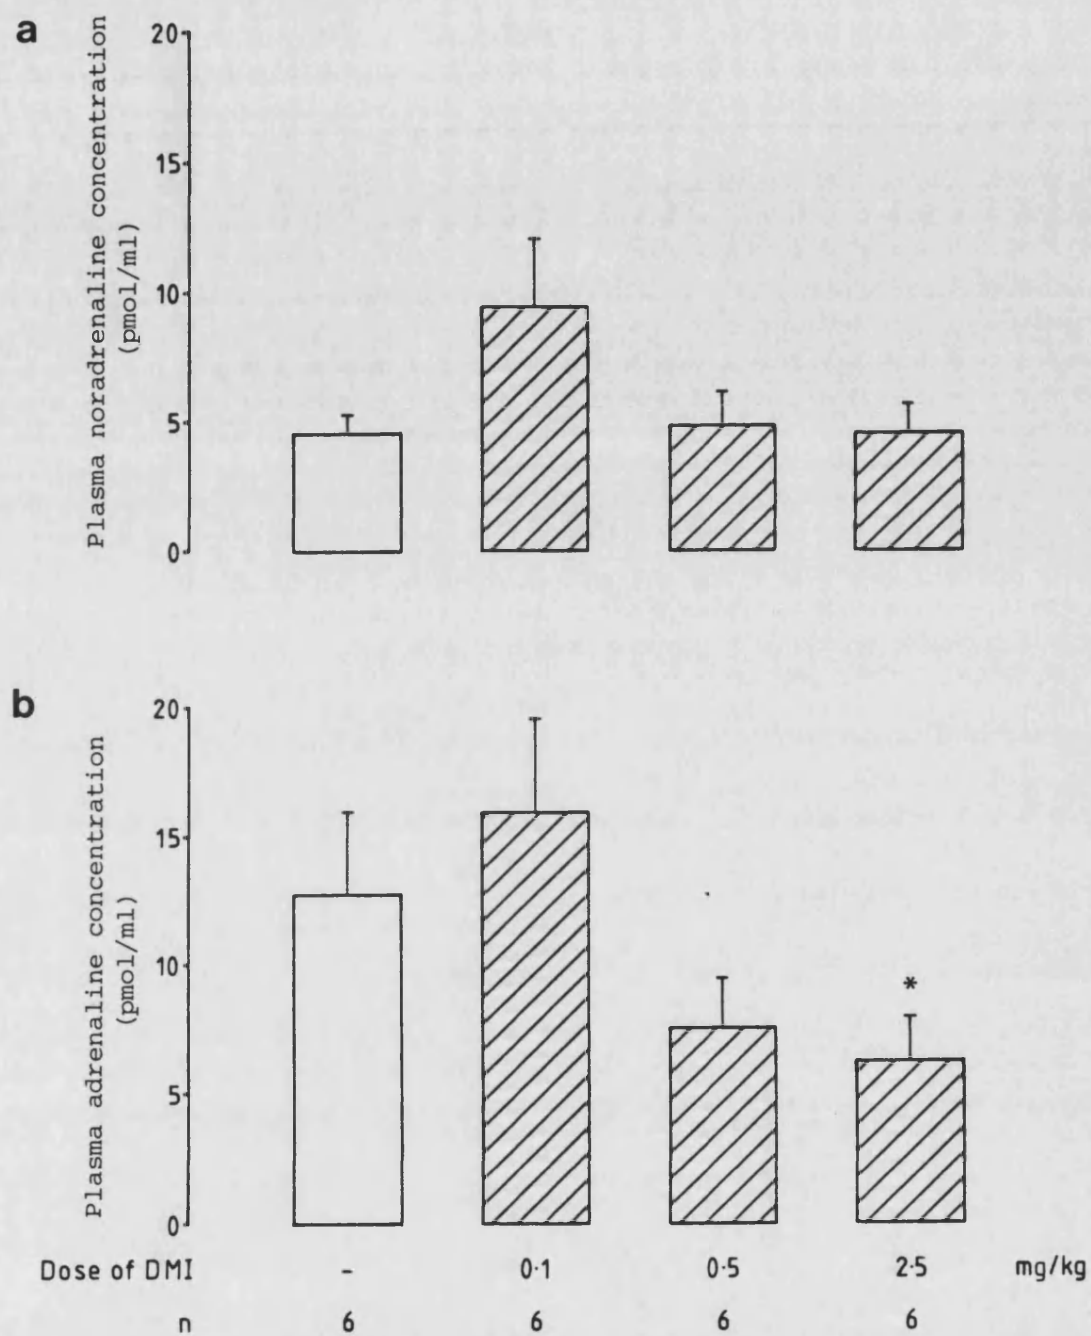 a
Plasma noradrenaline concentration
(pmol/ml)
20
15
10
5
0
b
Plasma adrenaline concentration
(pmol/ml)
20
15
10
5
0
*
Dose of DMI - 0·1 0·5 2·5 mg/kg
n 6 6 6 6